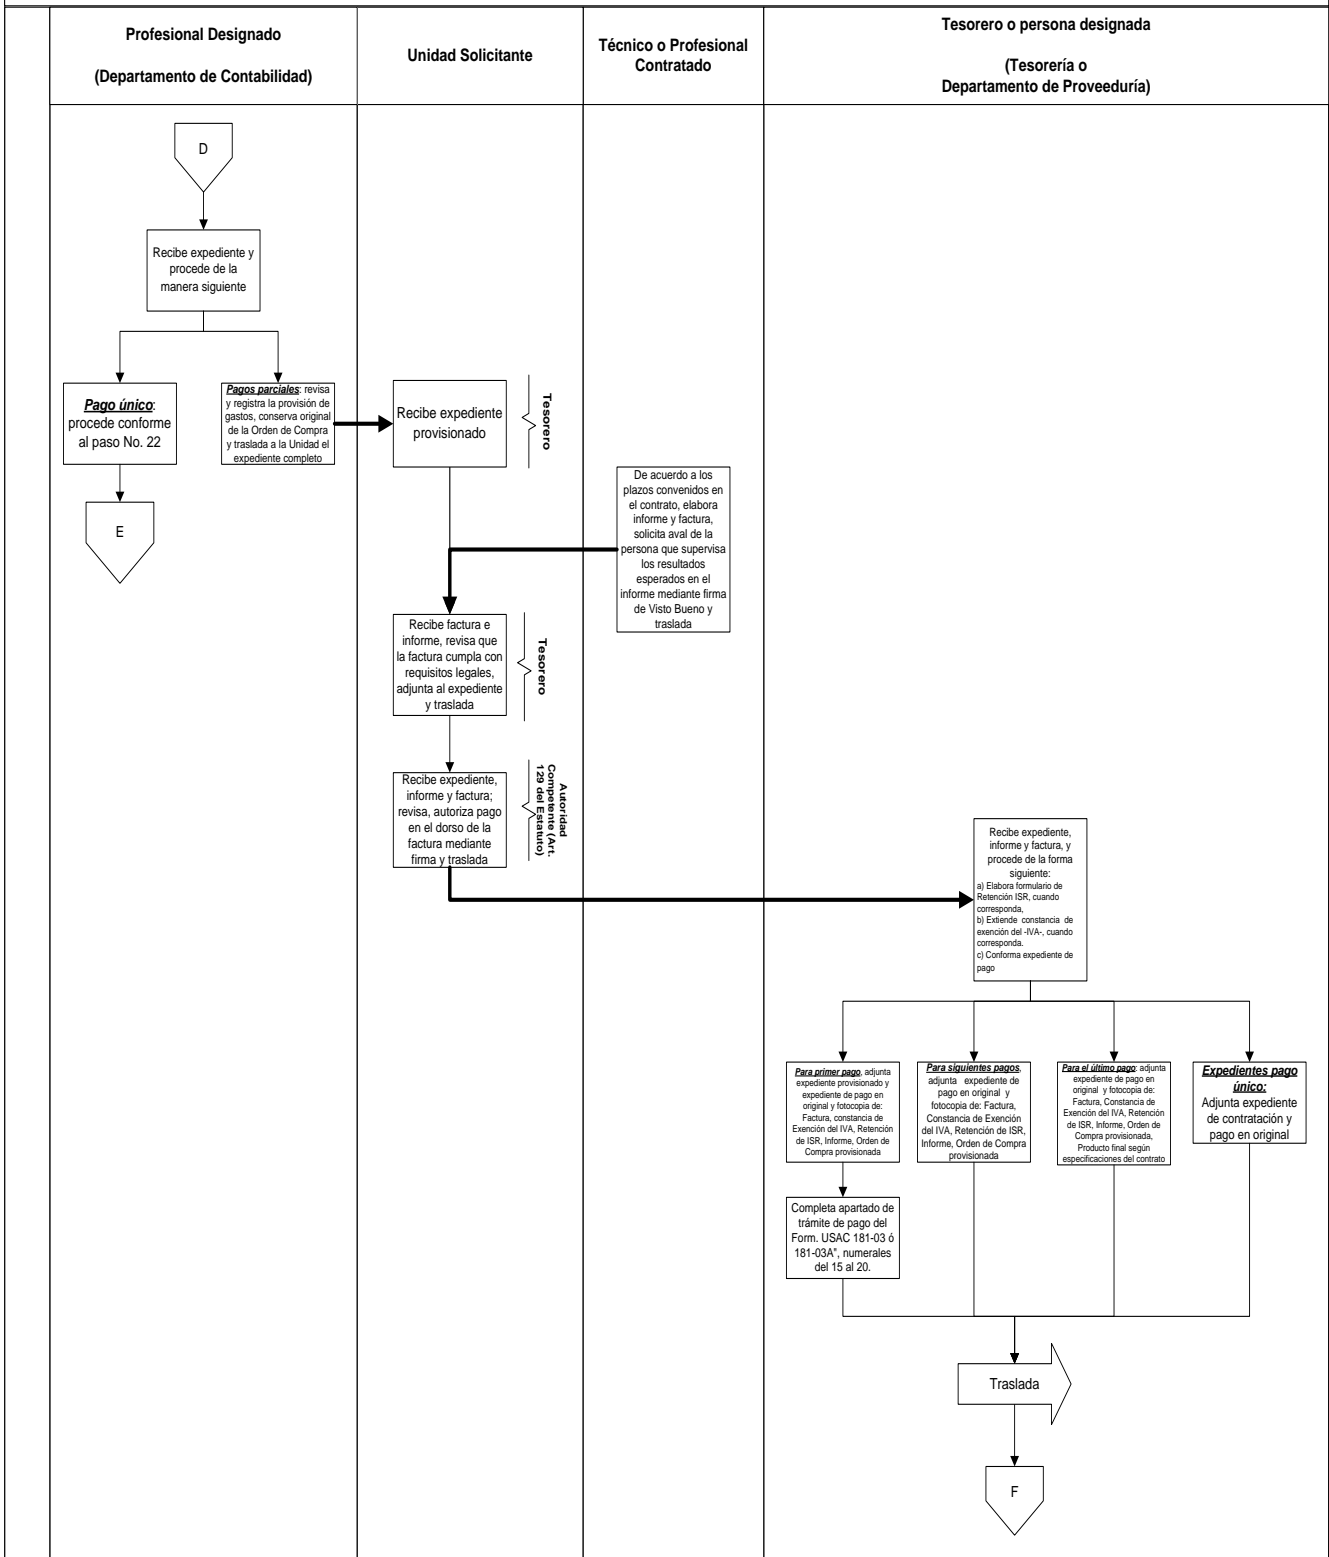 Profesional Designado
(Departamento de Contabilidad)
Unidad Solicitante
Técnico o Profesional
Contratado
Tesorero o persona designada
(Tesorería o
Departamento de Proveeduría)
D
Recibe expediente y
procede de la
manera siguiente
Pago único:
procede conforme
al paso No. 22
Pagos parciales: revisa
y registra la provisión de
gastos, conserva original
de la Orden de Compra
y traslada a la Unidad el
expediente completo
E
Recibe expediente
provisionado
Tesorero
De acuerdo a los
plazos convenidos en
el contrato, elabora
informe y factura,
solicita aval de la
persona que supervisa
los resultados
esperados en el
informe mediante firma
de Visto Bueno y
traslada
Recibe factura e
informe, revisa que
la factura cumpla con
requisitos legales,
adjunta al expediente
y traslada
Tesorero
Recibe expediente,
informe y factura;
revisa, autoriza pago
en el dorso de la
factura mediante
firma y traslada
Autoridad
Competente (Art.
129 del Estatuto)
Recibe expediente,
informe y factura, y
procede de la forma
siguiente:
a) Elabora formulario de
Retención ISR, cuando
corresponda,
b) Extiende constancia de
exención del -IVA-, cuando
corresponda.
c) Conforma expediente de
pago
Para primer pago, adjunta
expediente provisionado y
expediente de pago en
original y fotocopia de:
Factura, constancia de
Exención del IVA, Retención
de ISR, Informe, Orden de
Compra provisionada
Para siguientes pagos,
adjunta expediente de
pago en original y
fotocopia de: Factura,
Constancia de Exención
del IVA, Retención de ISR,
Informe, Orden de Compra
provisionada
Para el último pago: adjunta
expediente de pago en
original y fotocopia de:
Factura, Constancia de
Exención del IVA, Retención
de ISR, Informe, Orden de
Compra provisionada,
Producto final según
especificaciones del contrato
Expedientes pago
único:
Adjunta expediente
de contratación y
pago en original
Completa apartado de
trámite de pago del
Form. USAC 181-03 ó
181-03A", numerales
del 15 al 20.
Traslada
F